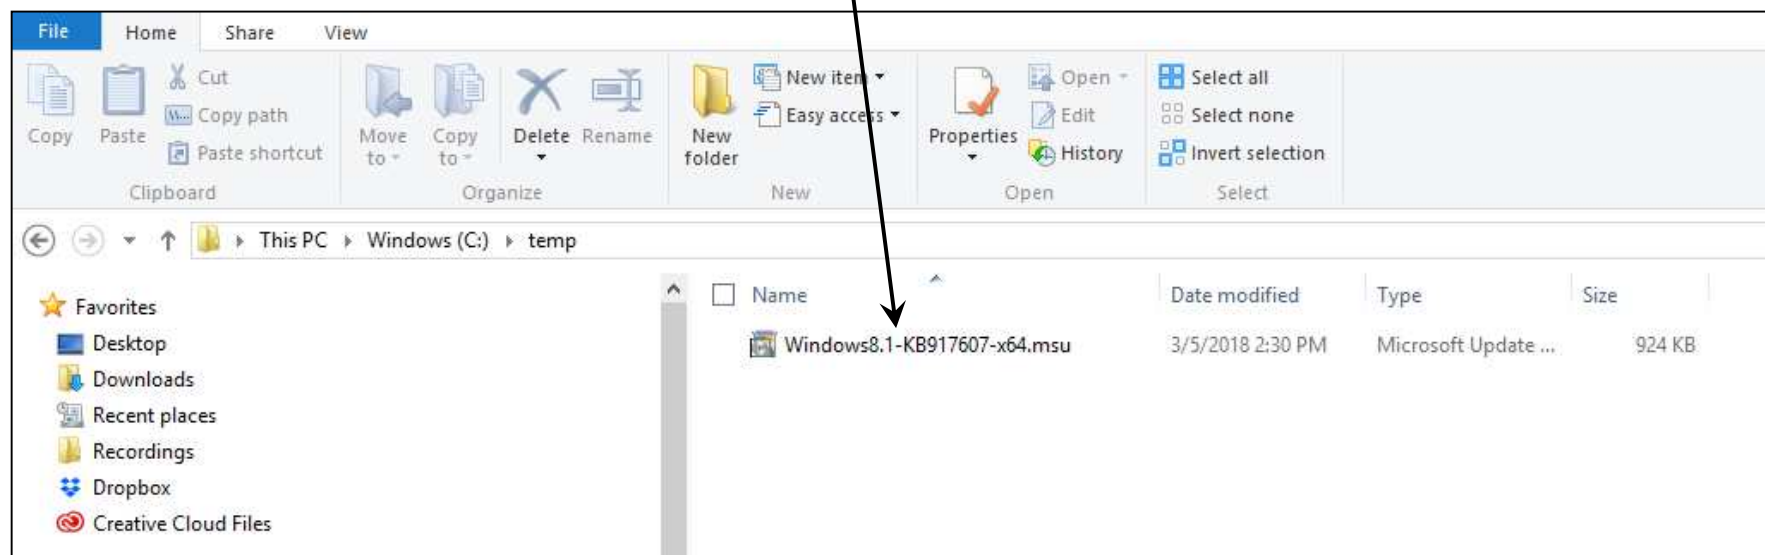 File Home Share View
Copy
Paste
Cut
W... Copy path
Paste shortcut
Clipboard
Move to
Copy to
Delete
Rename
Organize
New folder
New item
Easy access
New
Properties
Open
Edit
History
Open
Select all
Select none
Invert selection
Select
This PC Windows (C:) temp
Favorites
Desktop
Downloads
Recent places
Recordings
Dropbox
Creative Cloud Files
Name Date modified Type Size
Windows8.1-KB917607-x64.msu 3/5/2018 2:30 PM Microsoft Update ... 924 KB